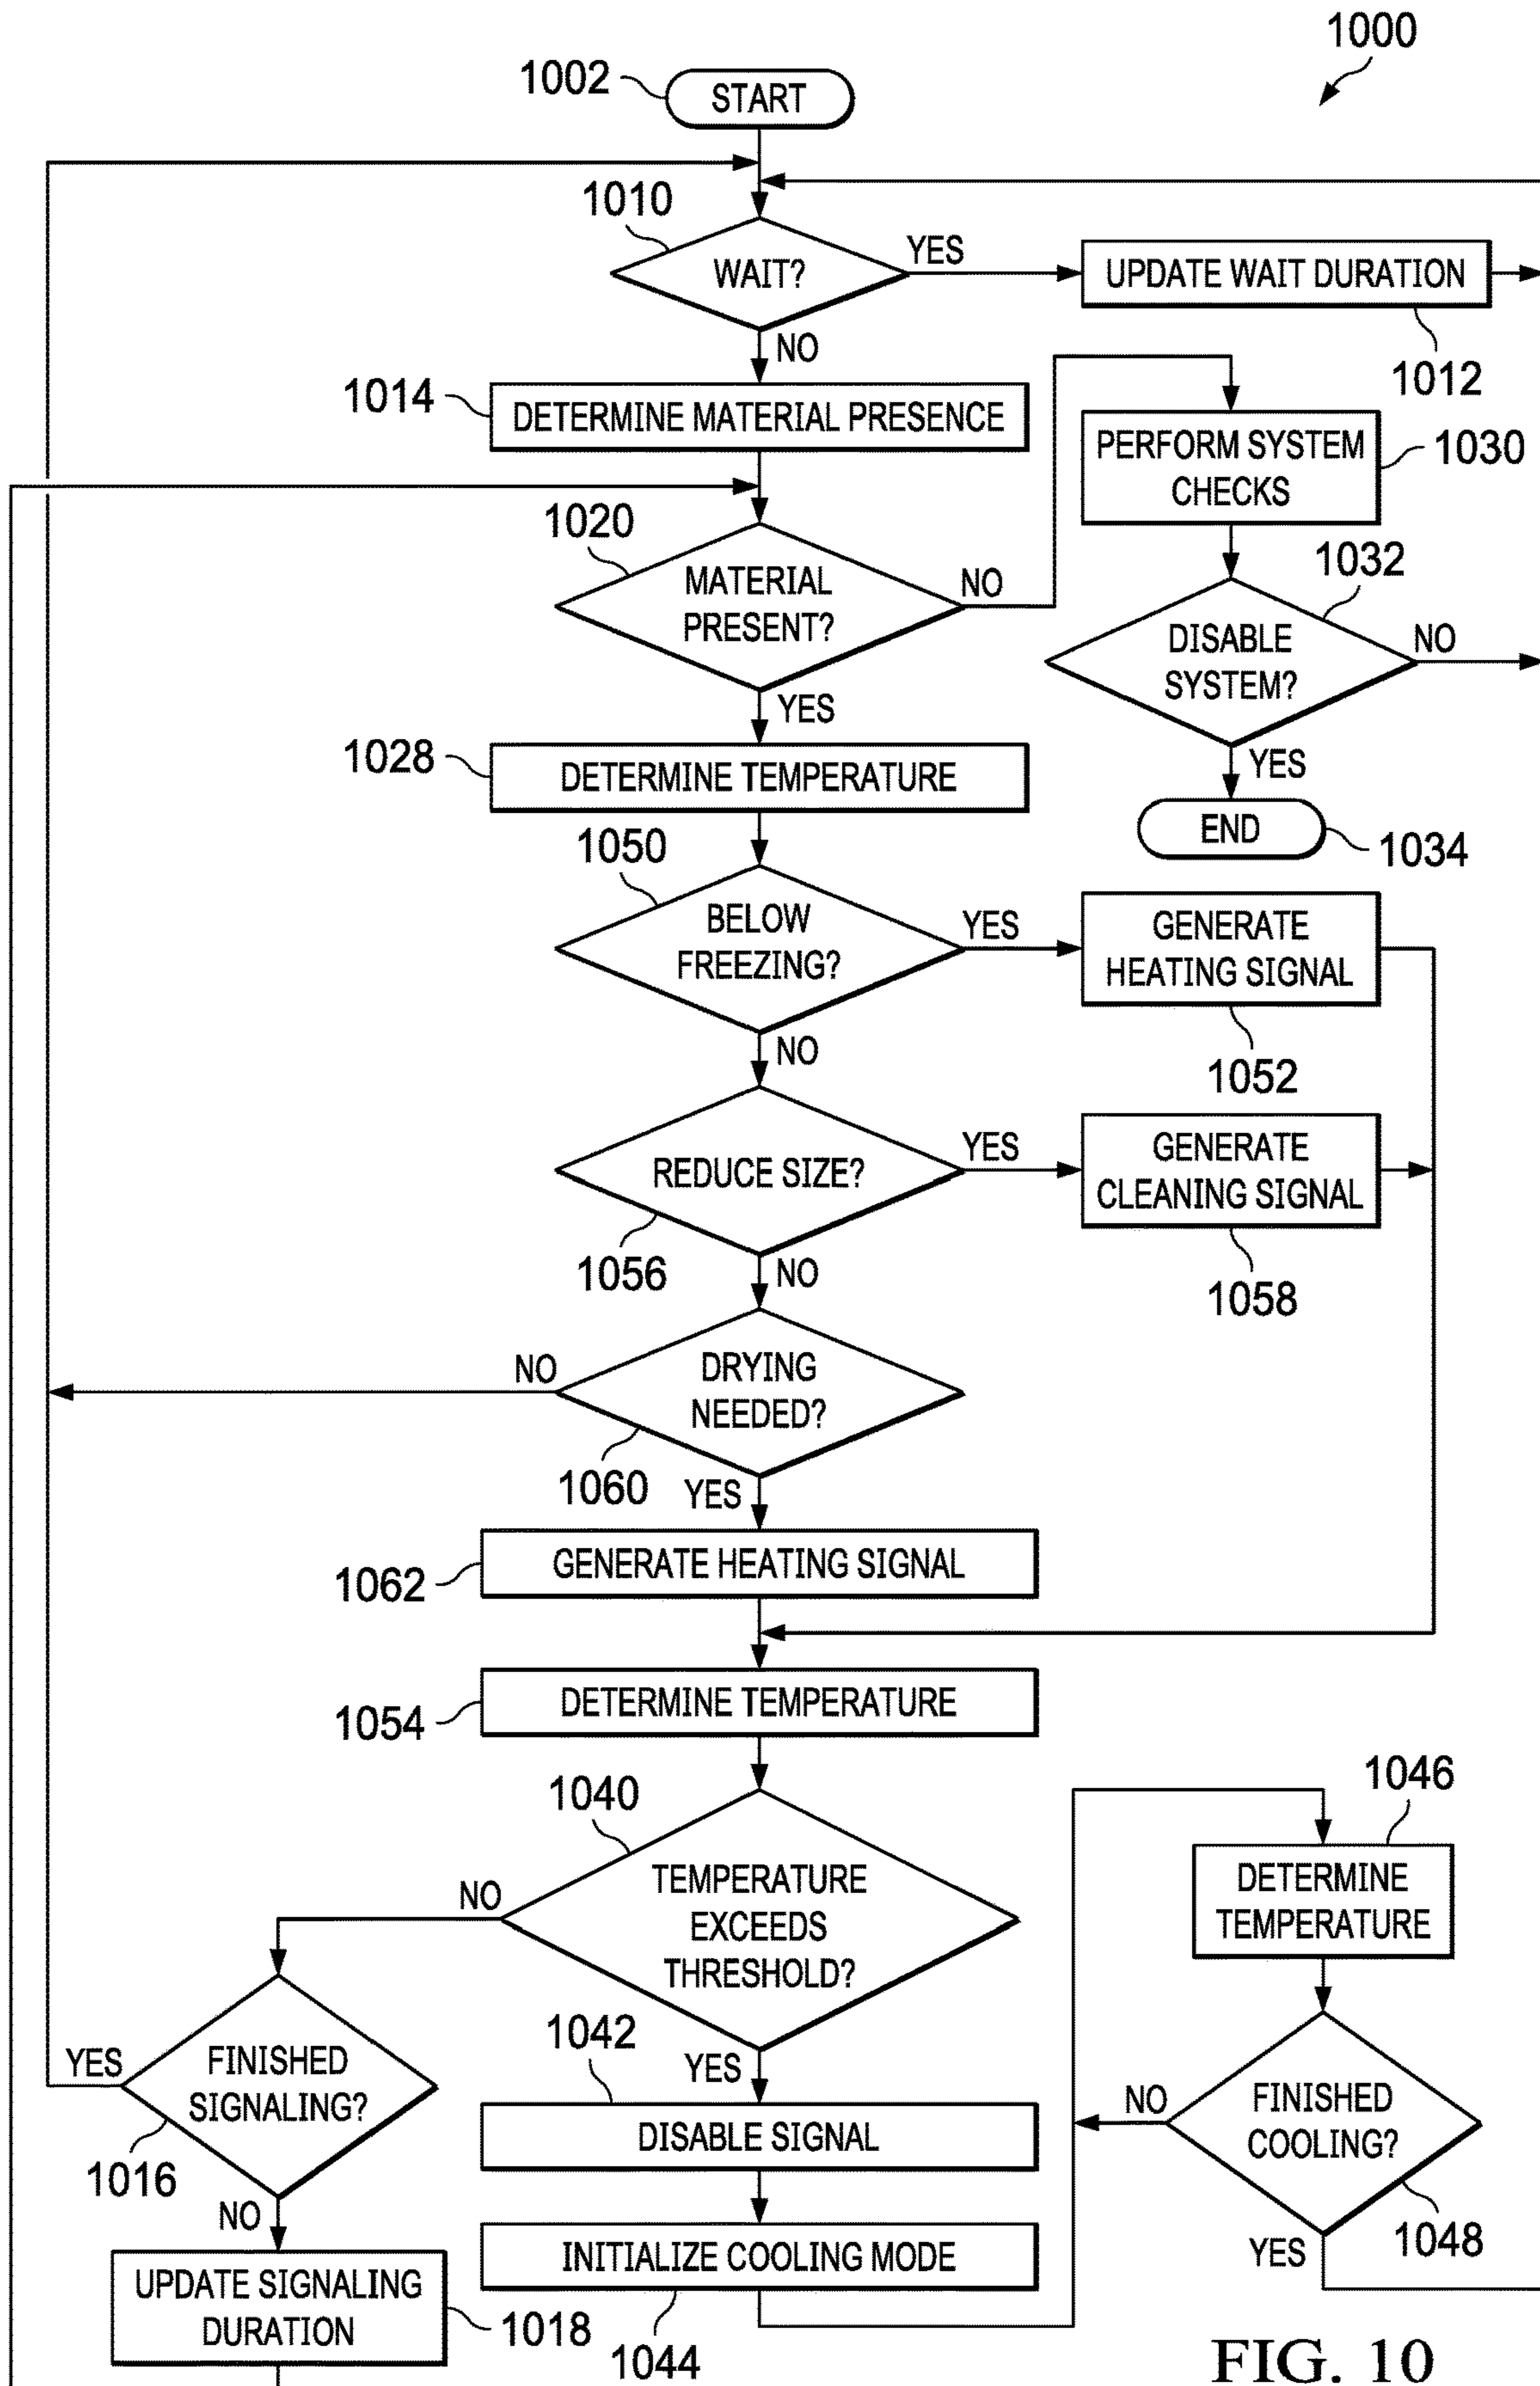 1000
1002
START
1010
WAIT?
YES
UPDATE WAIT DURATION
1012
NO
1014
DETERMINE MATERIAL PRESENCE
PERFORM SYSTEM
CHECKS
1030
1020
MATERIAL
PRESENT?
NO
1032
DISABLE
SYSTEM?
NO
YES
YES
1028
DETERMINE TEMPERATURE
END
1034
1050
BELOW
FREEZING?
YES
GENERATE
HEATING SIGNAL
1052
NO
REDUCE SIZE?
YES
GENERATE
CLEANING SIGNAL
1056
1058
NO
DRYING
NEEDED?
NO
1060
YES
1062
GENERATE HEATING SIGNAL
1054
DETERMINE TEMPERATURE
1040
TEMPERATURE
EXCEEDS
THRESHOLD?
NO
1046
DETERMINE
TEMPERATURE
YES
FINISHED
SIGNALING?
1016
NO
1042
YES
DISABLE SIGNAL
NO
FINISHED
COOLING?
1048
YES
INITIALIZE COOLING MODE
1044
UPDATE SIGNALING
DURATION
1018
FIG. 10